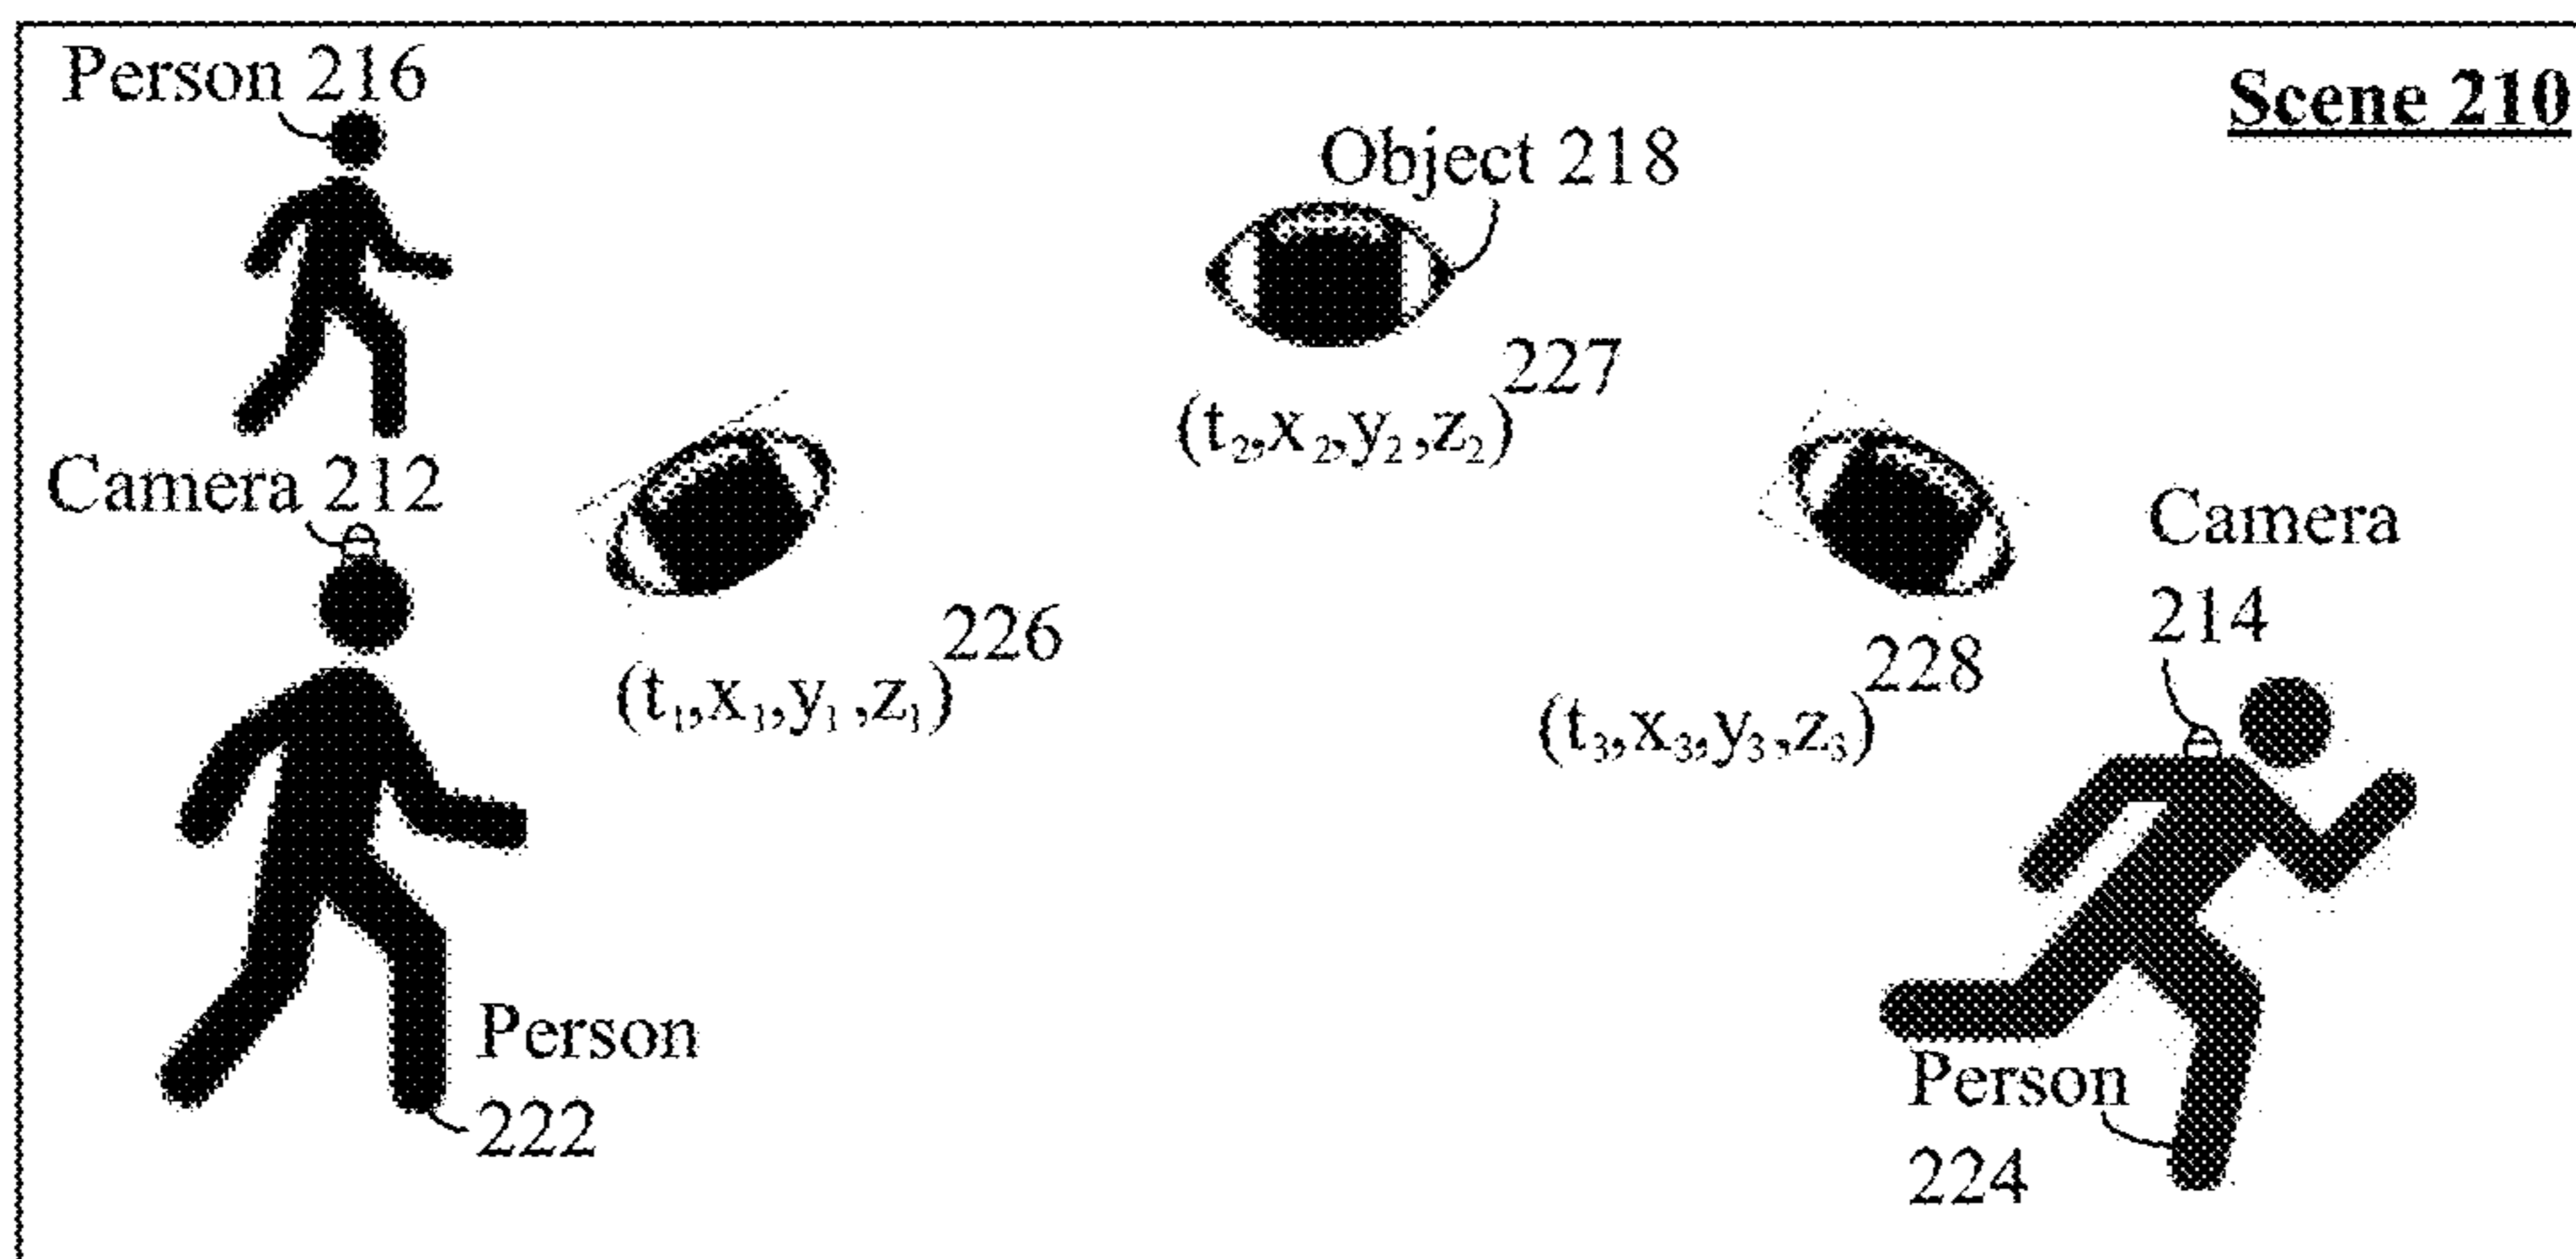 Person 216
Scene 210
Object 218
227
(t₂,x₂,y₂,z₂)
Camera 212
226
(t₁,x₁,y₁,z₁)
Camera
214
228
(t₃,x₃,y₃,z₃)
Person
222
Person
224